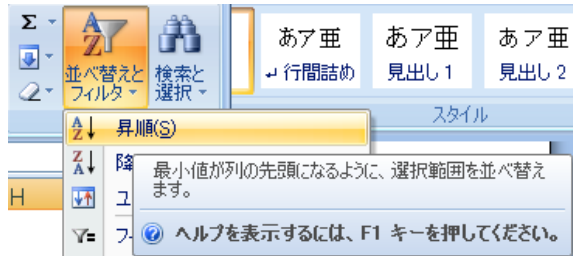 Σ
A
Z
並べ替えと
フィルタ
検索と
選択
あア亜
↵ 行間詰め
あア亜
見出し 1
あア亜
見出し 2
スタイル
A
Z
昇順(S)
Z
A
降
最小値が列の先頭になるように、選択範囲を並べ替え
ます。
H
ユ
フ
ヘルプを表示するには、F1 キーを押してください。